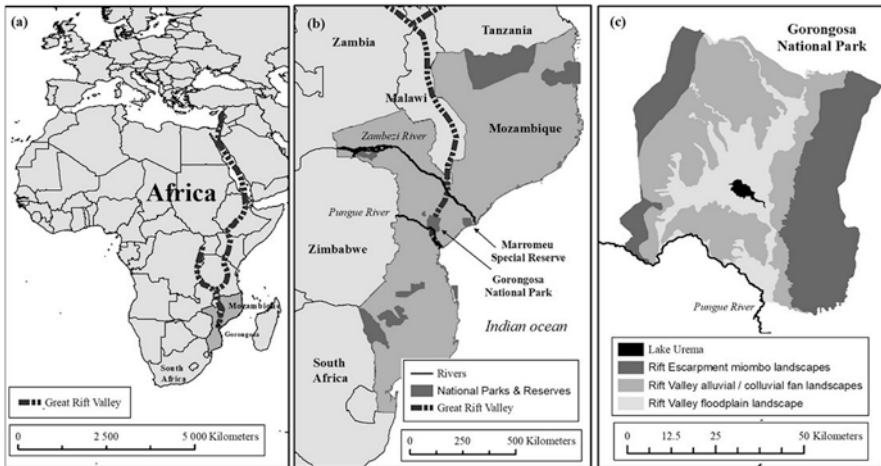 (a)
Africa
Mozambique
Gorongosa
South
Africa
Great Rift Valley
0 2 500 5 000 Kilometers
(b)
Zambia
Tanzania
Malawi
Mozambique
Zambezi River
Pungue River
Zimbabwe
Marromeu
Special Reserve
Gorongosa
National Park
Indian ocean
South
Africa
Rivers
National Parks & Reserves
Great Rift Valley
0 250 500 Kilometers
(c)
Gorongosa
National Park
Pungue River
Lake Urema
Rift Escarpment miombo landscapes
Rift Valley alluvial / colluvial fan landscapes
Rift Valley floodplain landscape
0 12.5 25 50 Kilometers